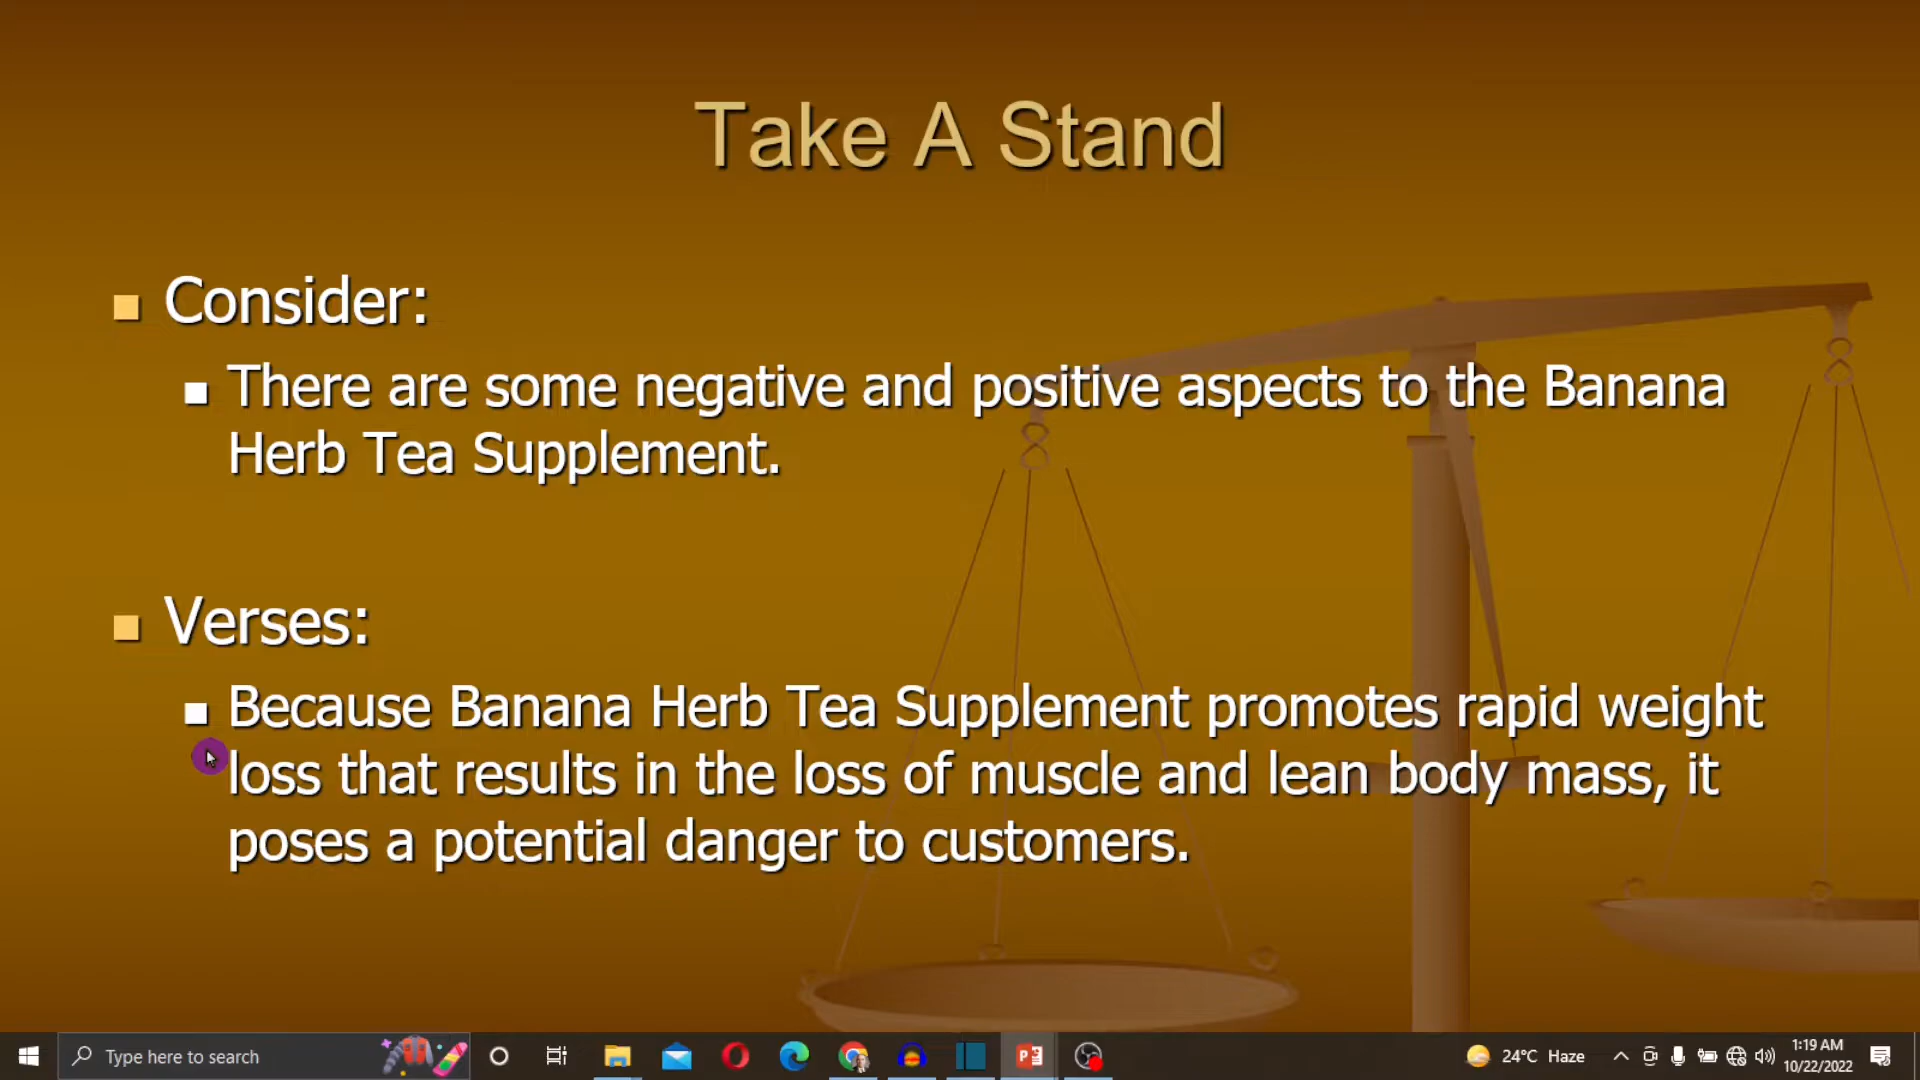 Take A Stand
Consider:
There are some negative and positive aspects to the Banana
Herb Tea Supplement.
Verses:
Because Banana Herb Tea Supplement promotes rapid weight
loss that results in the loss of muscle and lean body mass, it
poses a potential danger to customers.
Type here to search
24°C Haze
1:19 AM
10/22/2022